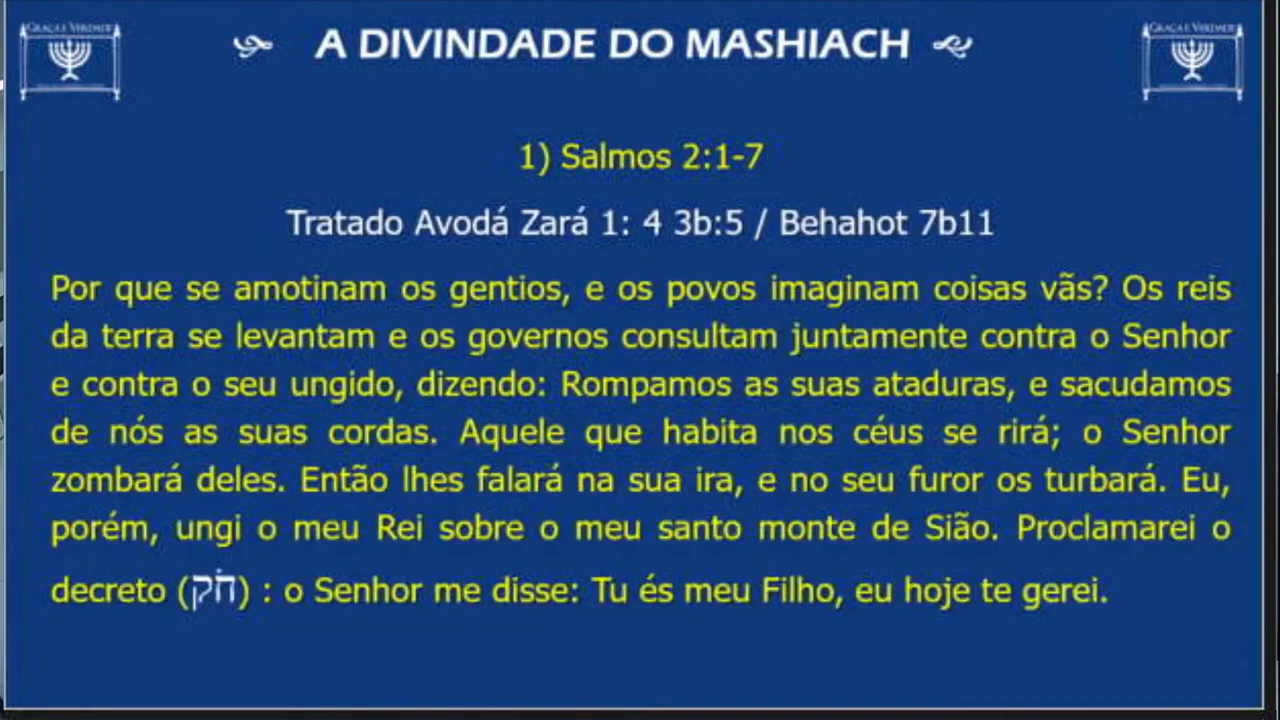 GRAÇA E VERDADE
A DIVINDADE DO MASHIACH
GRAÇA E VERDADE
1) Salmos 2:1-7
Tratado Avodá Zará 1: 4 3b:5 / Behahot 7b11
Por que se amotinam os gentios, e os povos imaginam coisas vãs? Os reis
da terra se levantam e os governos consultam juntamente contra o Senhor
e contra o seu ungido, dizendo: Rompamos as suas ataduras, e sacudamos
de nós as suas cordas. Aquele que habita nos céus se rirá; o Senhor
zombará deles. Então lhes falará na sua ira, e no seu furor os turbará. Eu,
porém, ungi o meu Rei sobre o meu santo monte de Sião. Proclamarei o
decreto (חֹק) : o Senhor me disse: Tu és meu Filho, eu hoje te gerei.